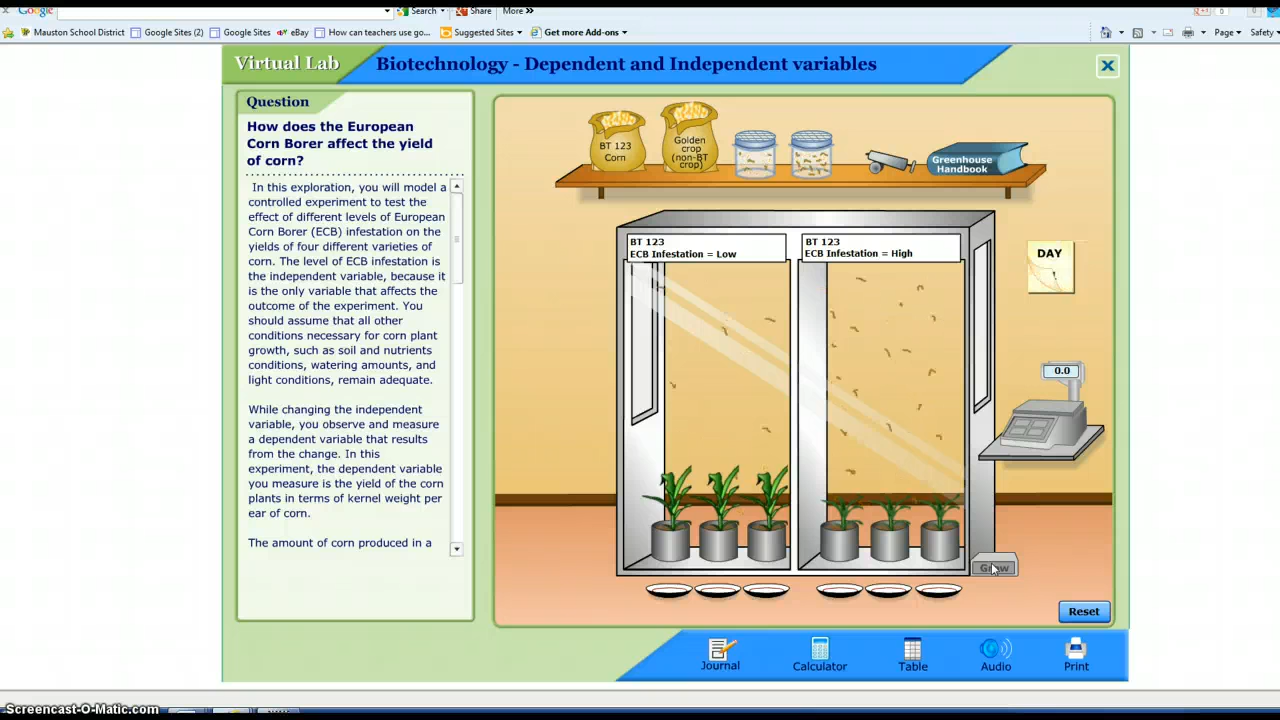 Google
Search
Share
More »
Mauston School District
Google Sites (2)
Google Sites
eBay
How can teachers use go...
Suggested Sites
Get more Add-ons
Page
Safety
Virtual Lab
Biotechnology - Dependent and Independent variables
X
Question
How does the European
Corn Borer affect the yield
of corn?
In this exploration, you will model a
controlled experiment to test the
effect of different levels of European
Corn Borer (ECB) infestation on the
yields of four different varieties of
corn. The level of ECB infestation is
the independent variable, because it
is the only variable that affects the
outcome of the experiment. You
should assume that all other
conditions necessary for corn plant
growth, such as soil and nutrients
conditions, watering amounts, and
light conditions, remain adequate.
While changing the independent
variable, you observe and measure
a dependent variable that results
from the change. In this
experiment, the dependent variable
you measure is the yield of the corn
plants in terms of kernel weight per
ear of corn.
The amount of corn produced in a
BT 123
Corn
Golden
crop
(non-BT
crop)
Greenhouse
Handbook
BT 123
ECB Infestation = Low
BT 123
ECB Infestation = High
DAY
0.0
Grow
Reset
Journal
Calculator
Table
Audio
Print
Screencast-O-Matic.com